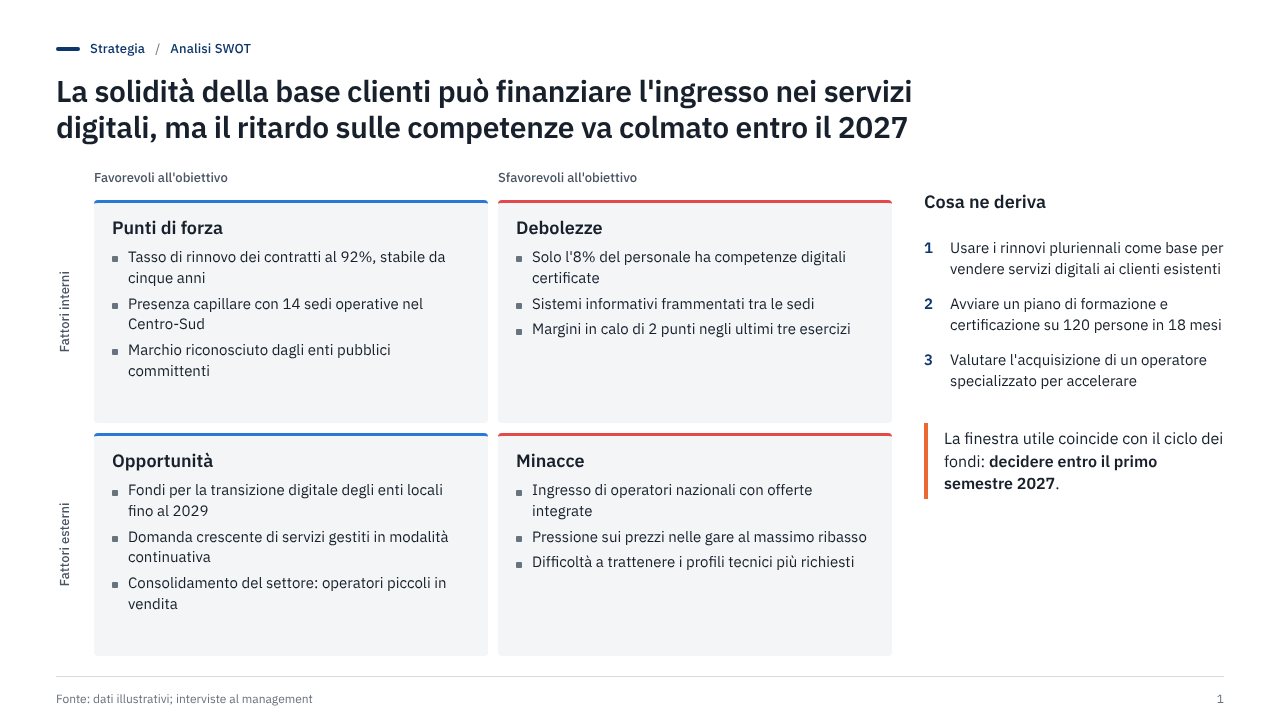 Strategia / Analisi SWOT
La solidità della base clienti può finanziare l'ingresso nei servizi
digitali, ma il ritardo sulle competenze va colmato entro il 2027
Favorevoli all'obiettivo
Sfavorevoli all'obiettivo
Fattori interni
Punti di forza
Tasso di rinnovo dei contratti al 92%, stabile da
cinque anni
Presenza capillare con 14 sedi operative nel
Centro-Sud
Marchio riconosciuto dagli enti pubblici
committenti
Debolezze
Solo l'8% del personale ha competenze digitali
certificate
Sistemi informativi frammentati tra le sedi
Margini in calo di 2 punti negli ultimi tre esercizi
Fattori esterni
Opportunità
Fondi per la transizione digitale degli enti locali
fino al 2029
Domanda crescente di servizi gestiti in modalità
continuativa
Consolidamento del settore: operatori piccoli in
vendita
Minacce
Ingresso di operatori nazionali con offerte
integrate
Pressione sui prezzi nelle gare al massimo ribasso
Difficoltà a trattenere i profili tecnici più richiesti
Cosa ne deriva
1 Usare i rinnovi pluriennali come base per
vendere servizi digitali ai clienti esistenti
2 Avviare un piano di formazione e
certificazione su 120 persone in 18 mesi
3 Valutare l'acquisizione di un operatore
specializzato per accelerare
La finestra utile coincide con il ciclo dei
fondi: decidere entro il primo
semestre 2027.
Fonte: dati illustrativi; interviste al management
1